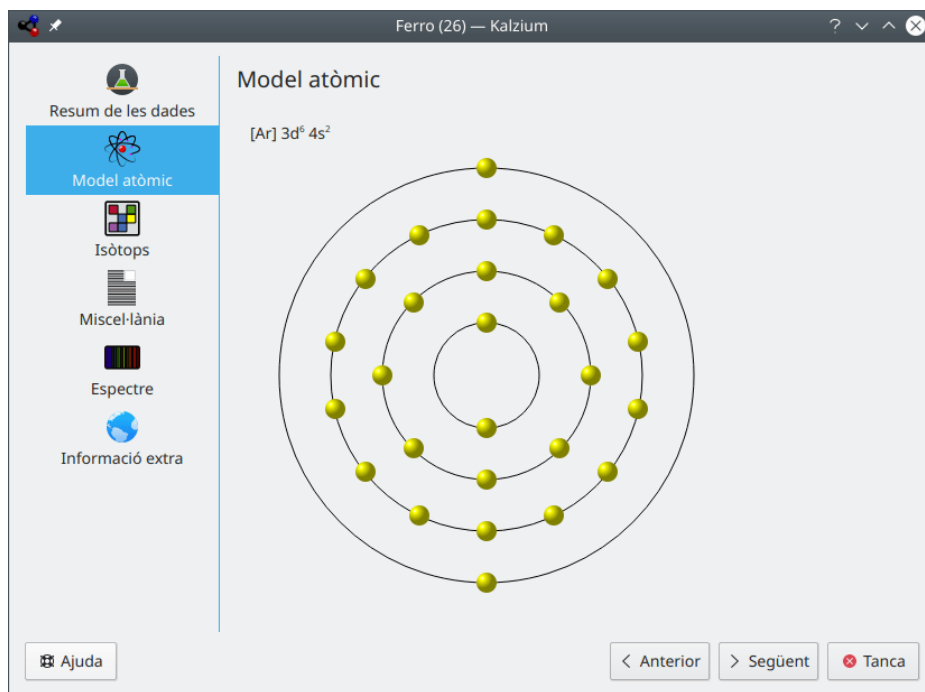 Ferro (26) — Kalzium
Resum de les dades
Model atòmic
Isòtops
Miscel·lània
Espectre
Informació extra
Model atòmic
[Ar] 3d⁶ 4s²
Ajuda
Anterior
Següent
Tanca